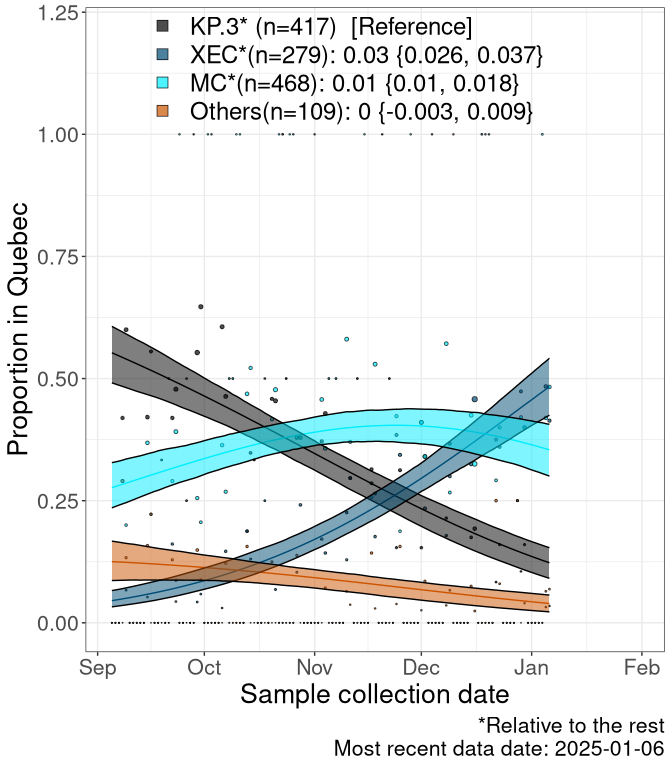 KP.3* (n=417)  [Reference]
XEC*(n=279): 0.03 {0.026, 0.037}
MC*(n=468): 0.01 {0.01, 0.018}
Others(n=109): 0 {-0.003, 0.009}
1.25
1.00
0.75
0.50
0.25
0.00
Proportion in Quebec
Sep Oct Nov Dec Jan Feb
Sample collection date
*Relative to the rest
Most recent data date: 2025-01-06